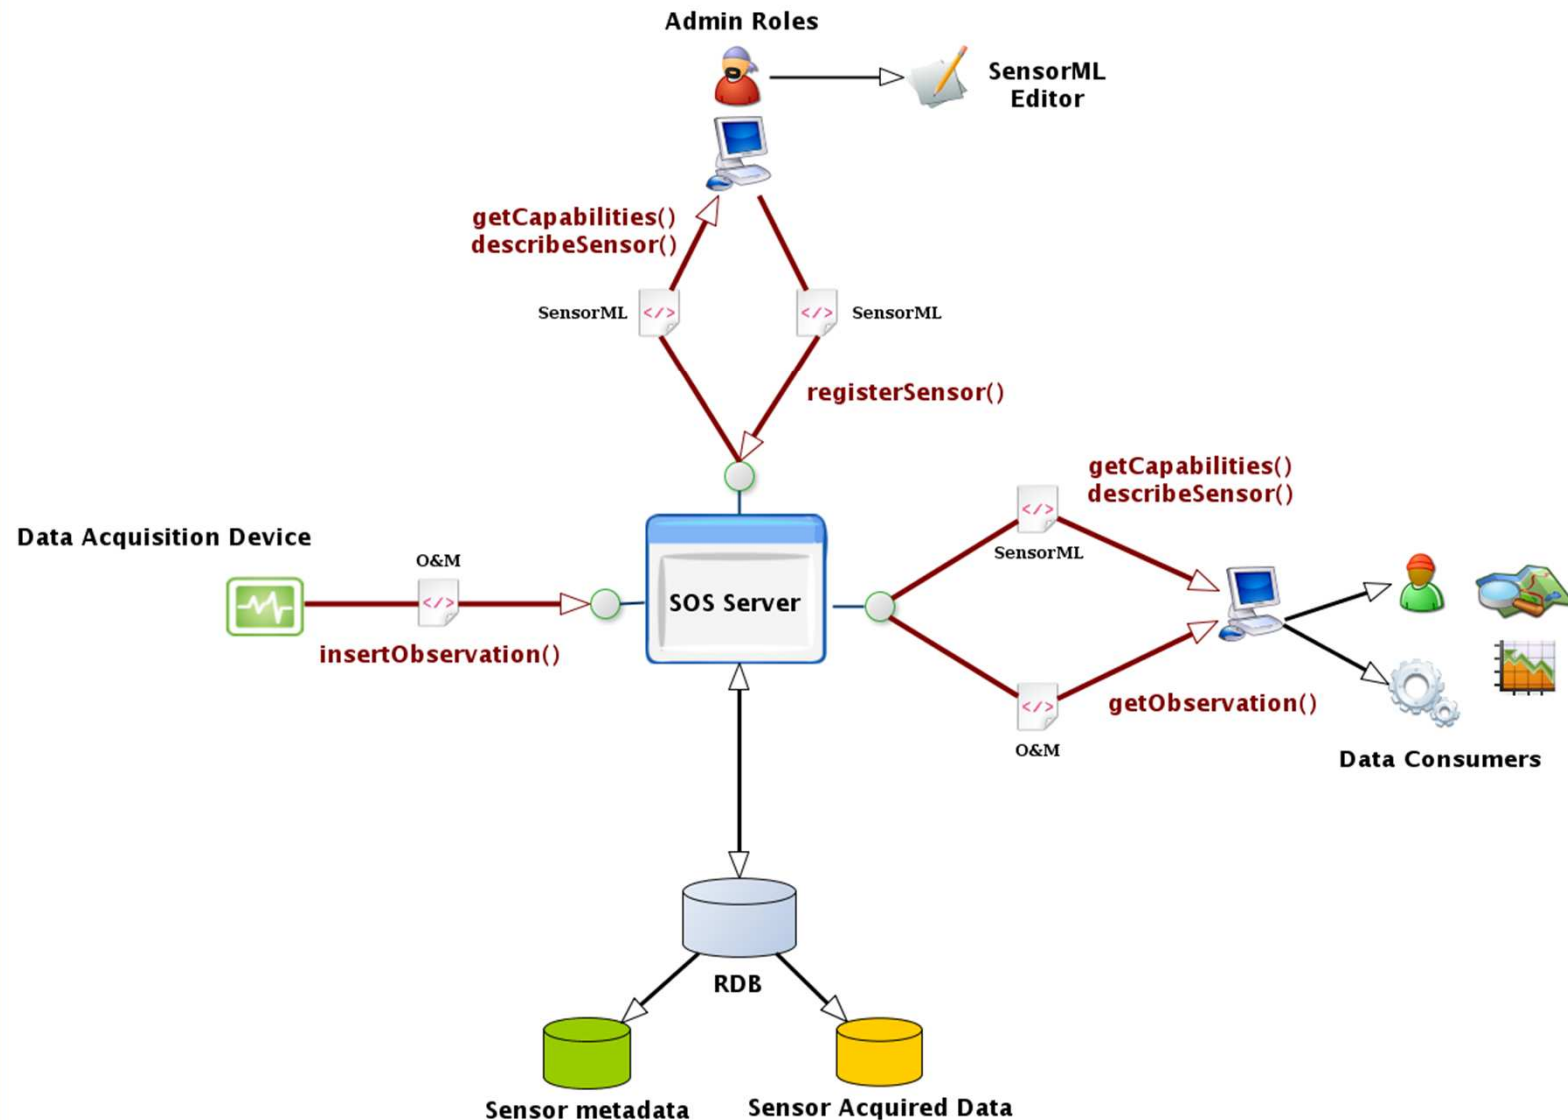 Admin Roles
SensorML
Editor
getCapabilities()
describeSensor()
SensorML
</>
</>
SensorML
registerSensor()
getCapabilities()
describeSensor()
</>
SensorML
Data Acquisition Device
O&M
</>
insertObservation()
SOS Server
</>
getObservation()
O&M
Data Consumers
RDB
Sensor metadata
Sensor Acquired Data